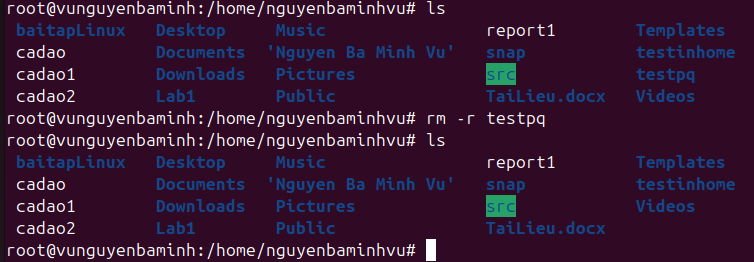 root@vunguyenbaminh:/home/nguyenbaminhvu# ls
baitapLinux Desktop Music report1 Templates
cadao Documents 'Nguyen Ba Minh Vu' snap testinhome
cadao1 Downloads Pictures src testpq
cadao2 Lab1 Public TaiLieu.docx Videos
root@vunguyenbaminh:/home/nguyenbaminhvu# rm -r testpq
root@vunguyenbaminh:/home/nguyenbaminhvu# ls
baitapLinux Desktop Music report1 Templates
cadao Documents 'Nguyen Ba Minh Vu' snap testinhome
cadao1 Downloads Pictures src Videos
cadao2 Lab1 Public TaiLieu.docx
root@vunguyenbaminh:/home/nguyenbaminhvu#